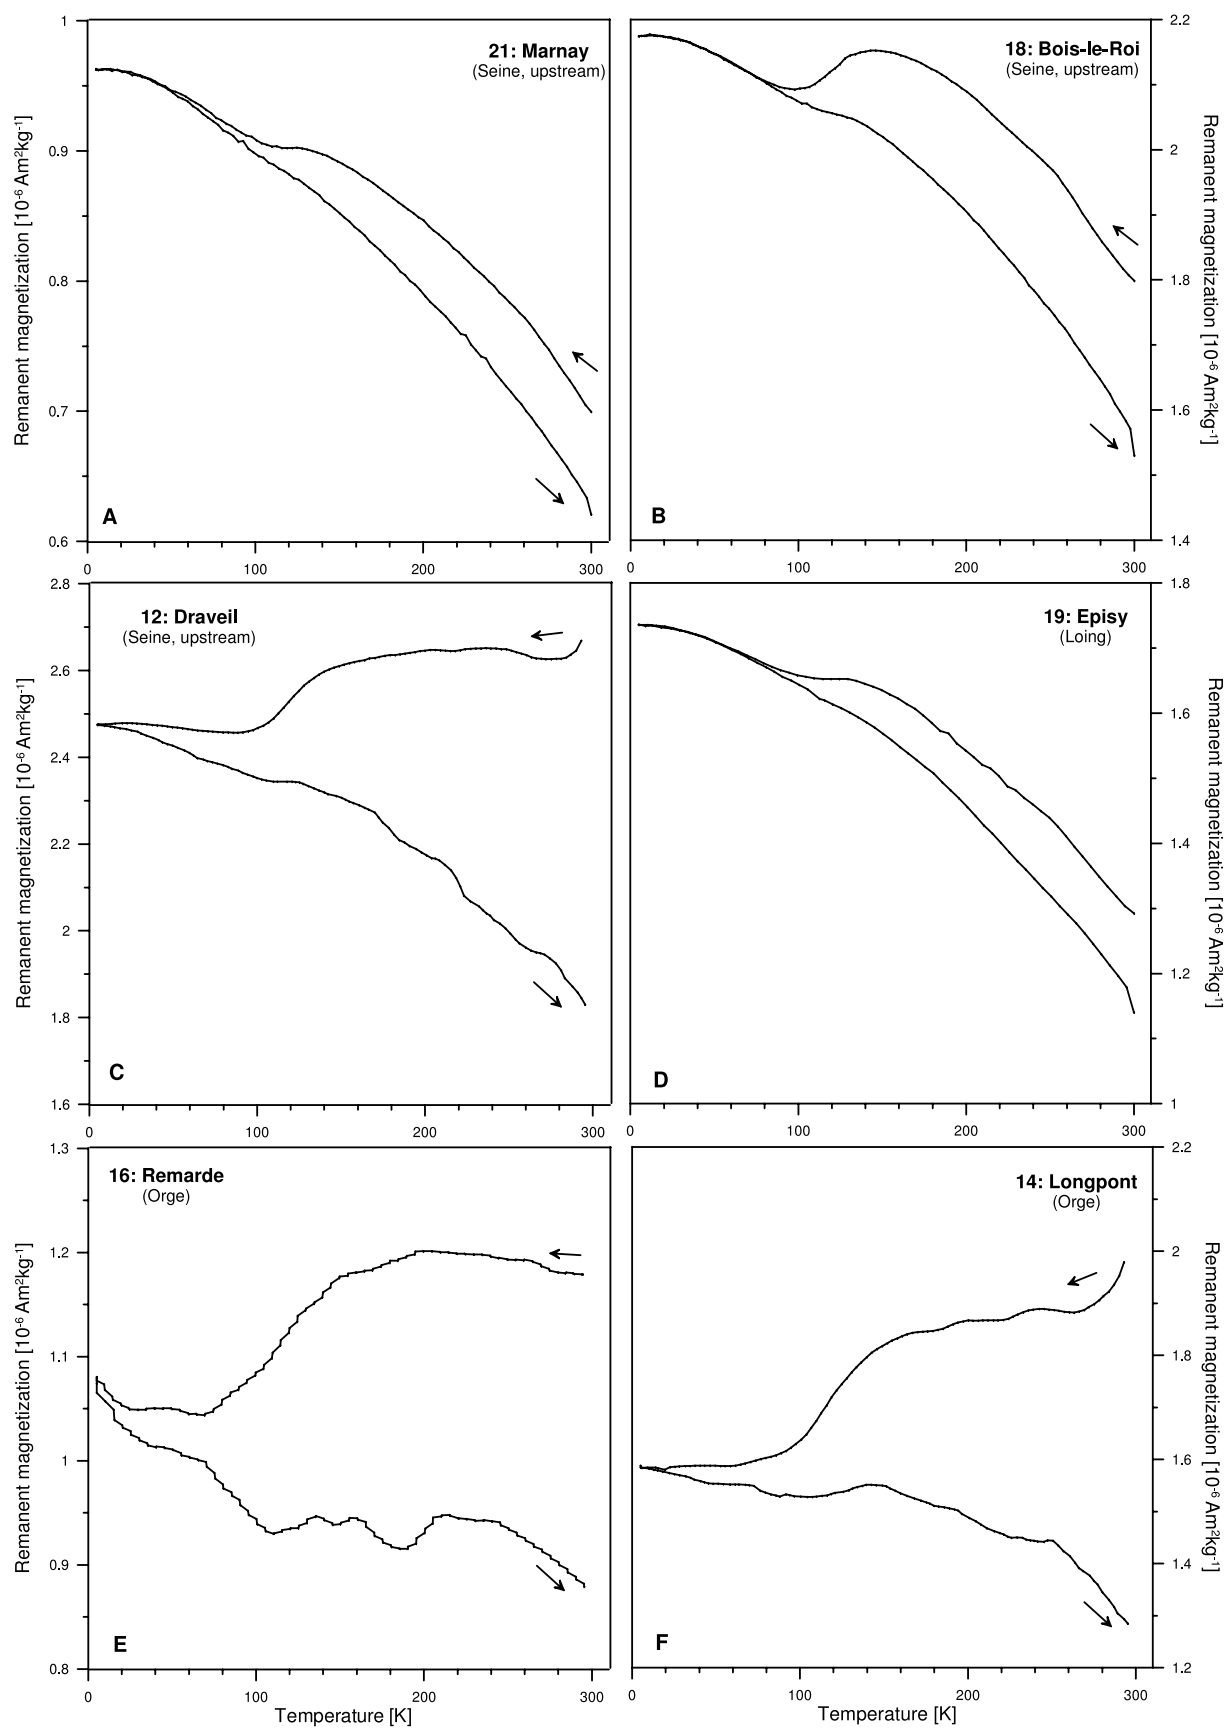 21: Marnay
(Seine, upstream)
Remanent magnetization [10-6 Am2kg-1]
1
0.9
0.8
0.7
0.6
A
0
100
200
300
18: Bois-le-Roi
(Seine, upstream)
Remanent magnetization [10-6 Am2kg-1]
2.2
2
1.8
1.6
1.4
B
0
100
200
300
12: Draveil
(Seine, upstream)
Remanent magnetization [10-6 Am2kg-1]
2.8
2.6
2.4
2.2
2
1.8
1.6
C
0
100
200
300
19: Episy
(Loing)
Remanent magnetization [10-6 Am2kg-1]
1.8
1.6
1.4
1.2
1
D
0
100
200
300
16: Remarde
(Orge)
Remanent magnetization [10-6 Am2kg-1]
1.3
1.2
1.1
1
0.9
0.8
E
0
100
200
300
Temperature [K]
14: Longpont
(Orge)
Remanent magnetization [10-6 Am2kg-1]
2.2
2
1.8
1.6
1.4
1.2
F
0
100
200
300
Temperature [K]